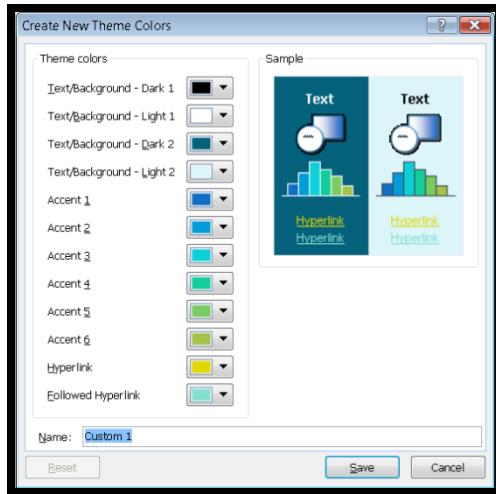 Create New Theme Colors
Theme colors
Text/Background - Dark 1
Text/Background - Light 1
Text/Background - Dark 2
Text/Background - Light 2
Accent 1
Accent 2
Accent 3
Accent 4
Accent 5
Accent 6
Hyperlink
Followed Hyperlink
Sample
Text Text
Hyperlink Hyperlink
Hyperlink Hyperlink
Name: Custom 1
Reset Save Cancel